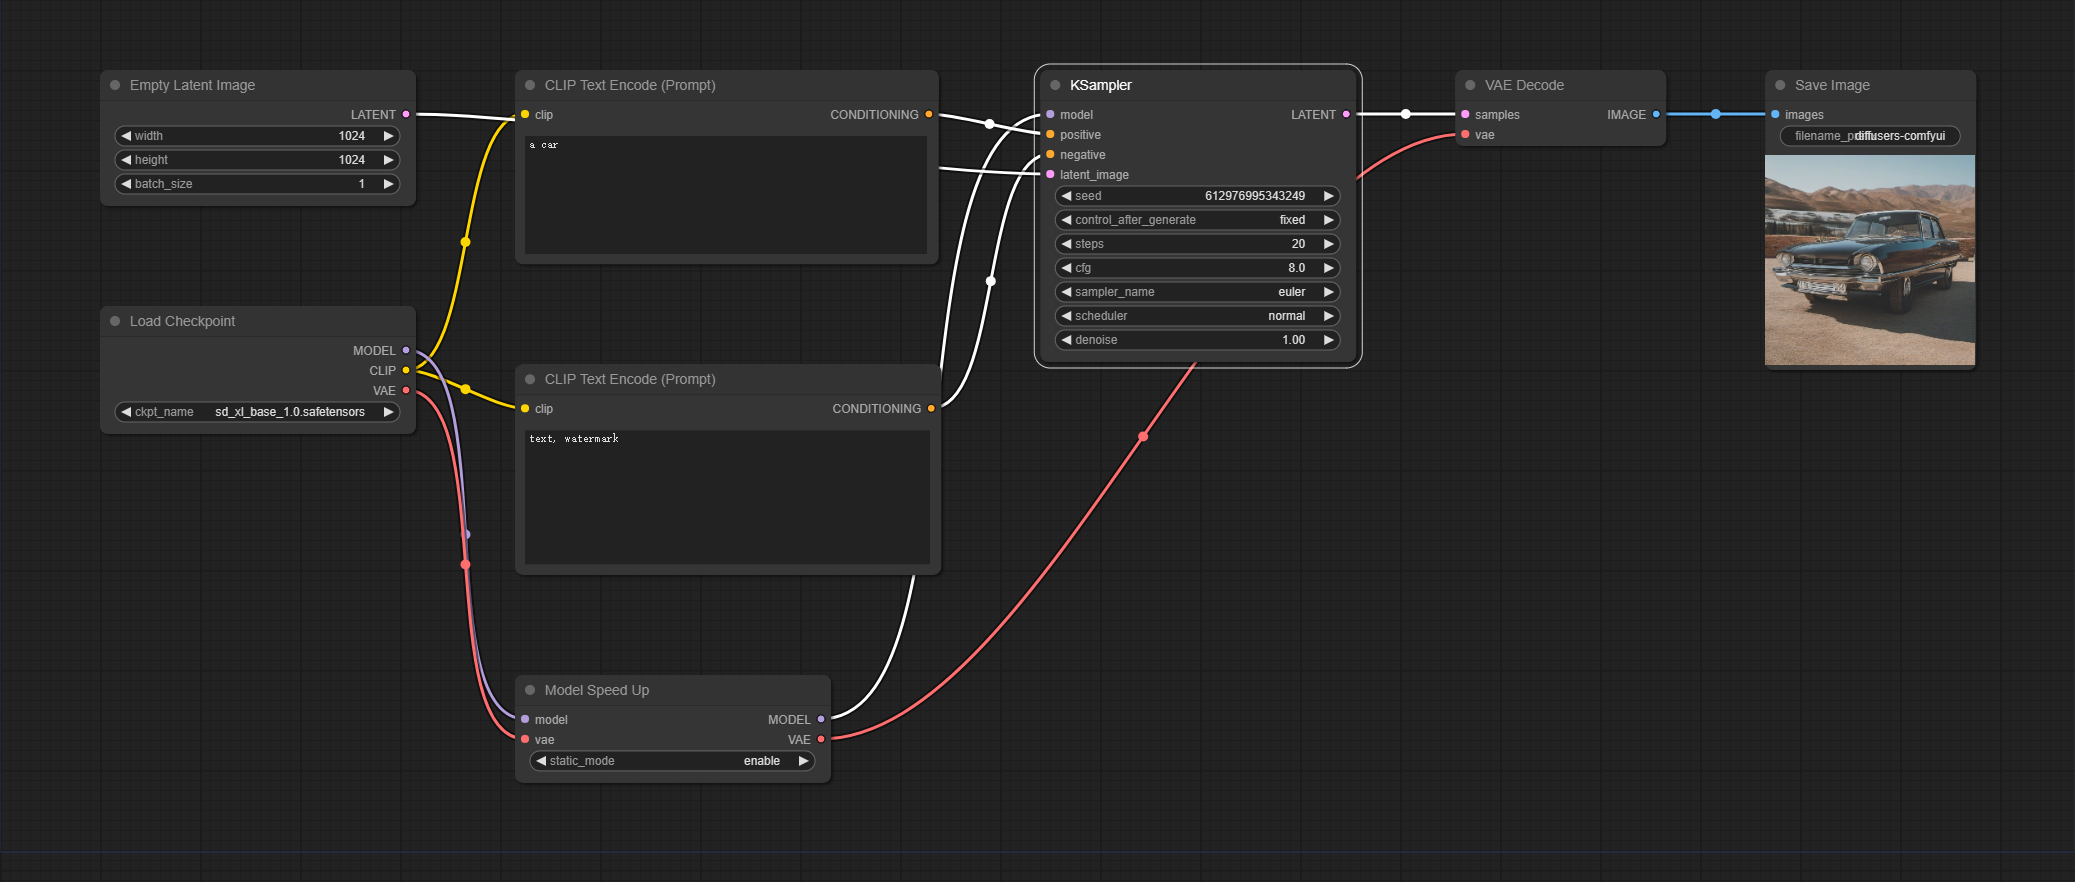 Empty Latent Image
LATENT
width 1024
height 1024
batch_size 1
Load Checkpoint
MODEL
CLIP
VAE
ckpt_name sd_xl_base_1.0.safetensors
CLIP Text Encode (Prompt)
clip CONDITIONING
a car
CLIP Text Encode (Prompt)
clip CONDITIONING
text, watermark
Model Speed Up
model MODEL
vae VAE
static_mode enable
KSampler
model LATENT
positive
negative
latent_image
seed 612976995343249
control_after_generate fixed
steps 20
cfg 8.0
sampler_name euler
scheduler normal
denoise 1.00
VAE Decode
samples IMAGE
vae
Save Image
images
diffusers-comfyui